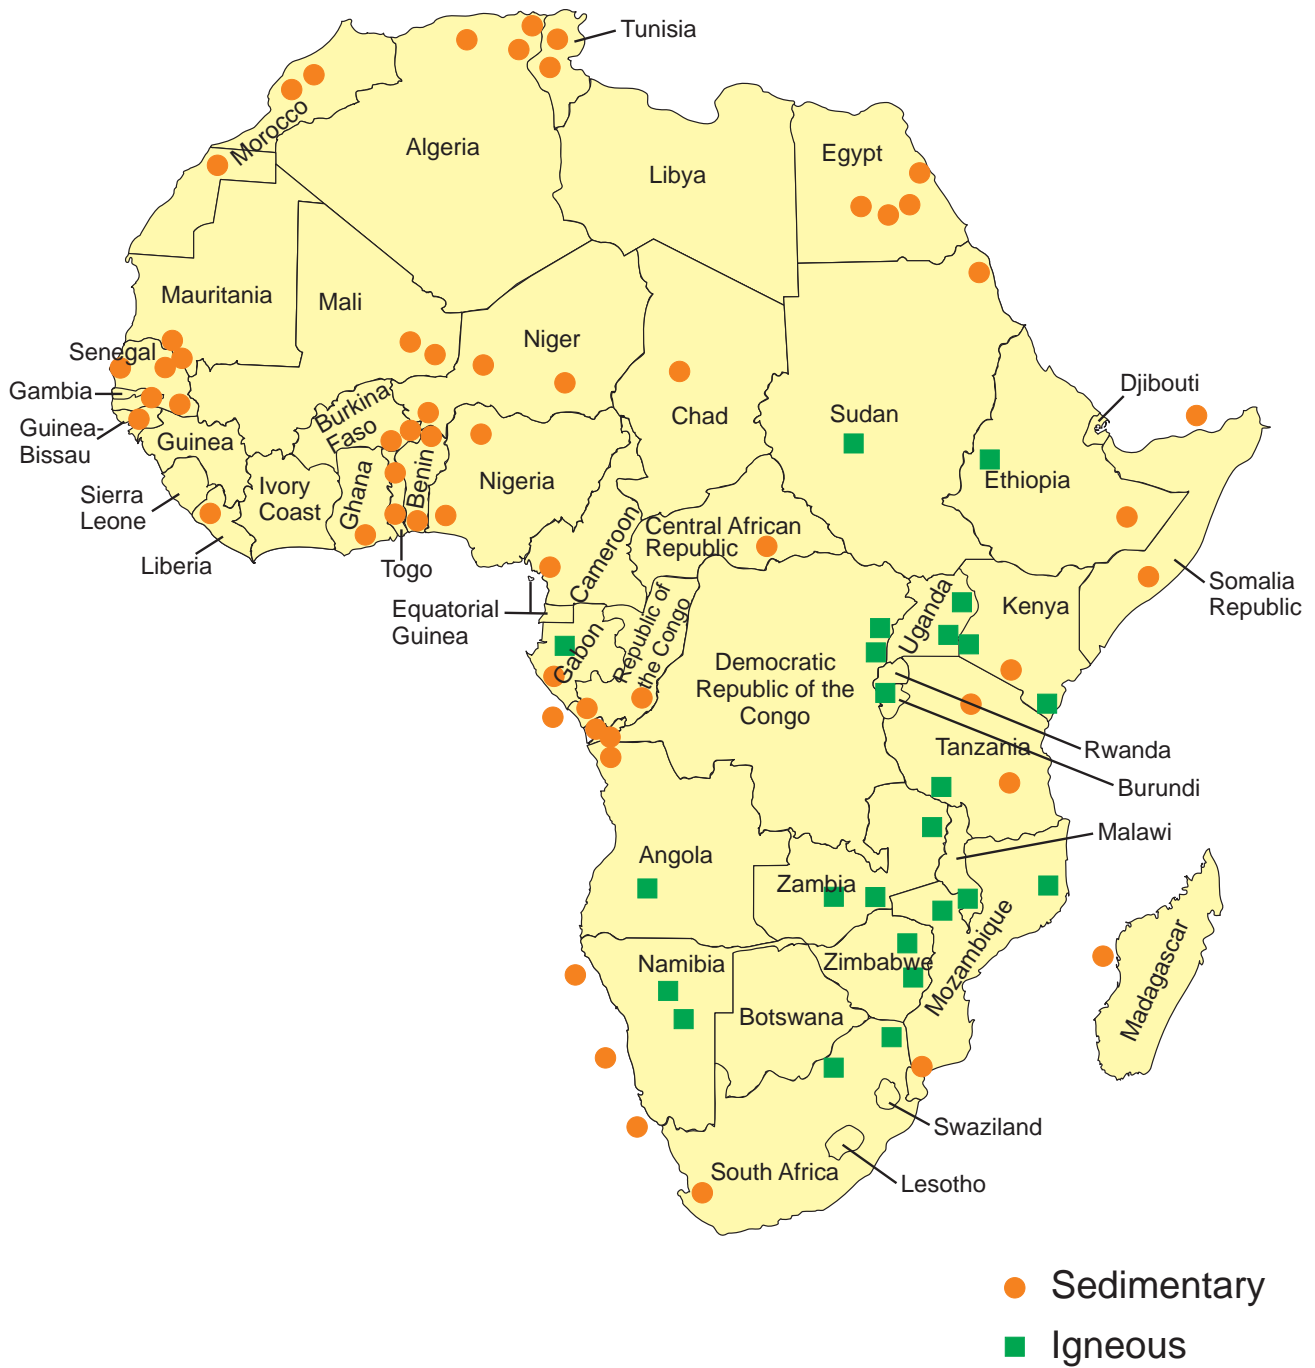 Tunisia
Morocco
Algeria
Libya
Egypt
Mauritania
Mali
Niger
Chad
Sudan
Djibouti
Senegal
Gambia
Guinea-
Bissau
Guinea
Burkina
Faso
Sierra
Leone
Ivory
Coast
Ghana
Benin
Nigeria
Ethiopia
Liberia
Togo
Cameroon
Central African
Republic
Somalia
Republic
Equatorial
Guinea
Gabon
Republic of
the Congo
Uganda
Kenya
Democratic
Republic of the
Congo
Tanzania
Rwanda
Burundi
Malawi
Angola
Zambia
Mozambique
Madagascar
Namibia
Zimbabwe
Botswana
Swaziland
South Africa
Lesotho
Sedimentary
Igneous